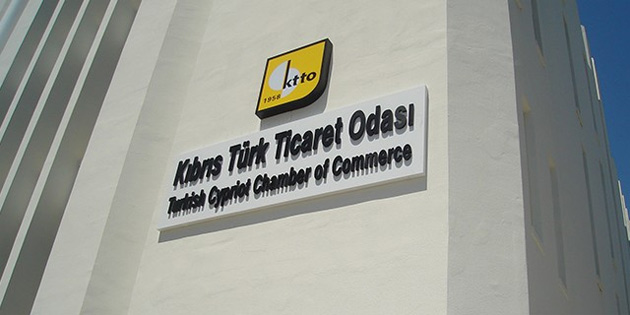 ktto
1958
Kıbrıs Türk Ticaret Odası
Turkish Cypriot Chamber of Commerce